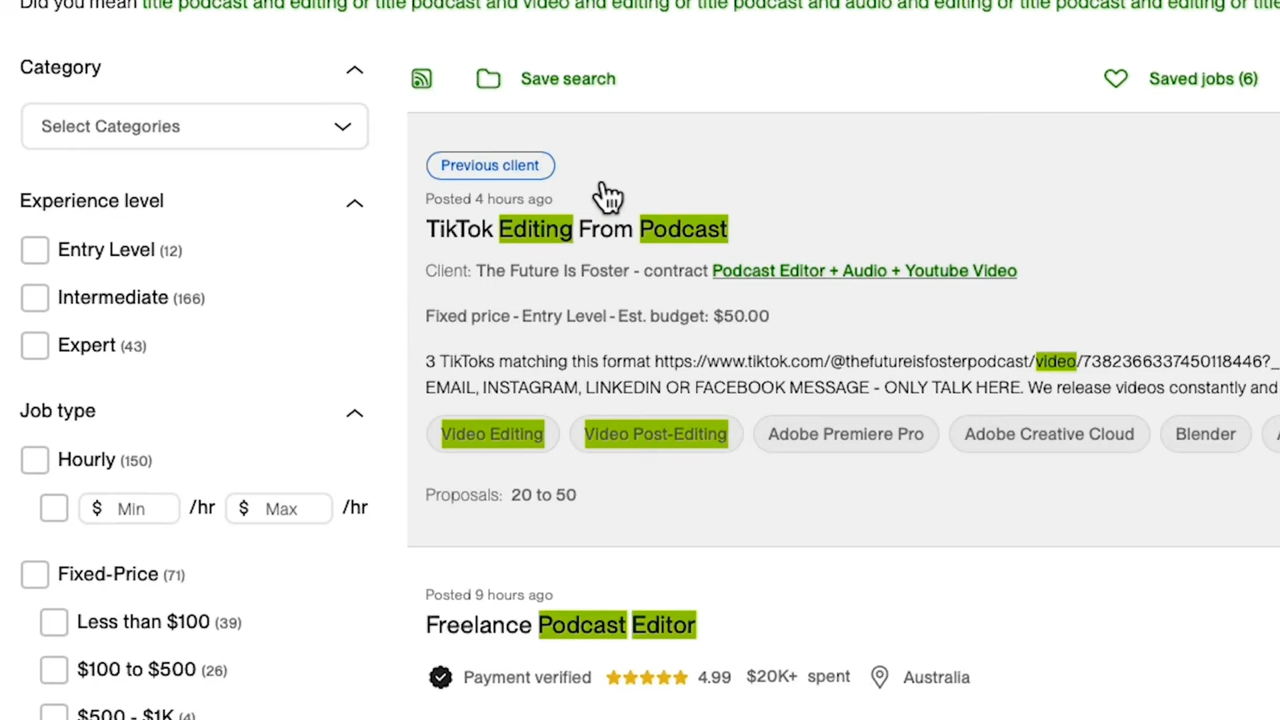 Did you mean title podcast and editing or title podcast and video and editing or title podcast and audio and editing or title podcast and editing or title
Category
Select Categories
Experience level
Entry Level (12)
Intermediate (166)
Expert (43)
Job type
Hourly (150)
$ Min /hr $ Max /hr
Fixed-Price (71)
Less than $100 (39)
$100 to $500 (26)
$500 - $1K (4)
Save search
Saved jobs (6)
Previous client
Posted 4 hours ago
TikTok Editing From Podcast
Client: The Future Is Foster - contract Podcast Editor + Audio + Youtube Video
Fixed price - Entry Level - Est. budget: $50.00
3 TikToks matching this format https://www.tiktok.com/@thefutureisfosterpodcast/video/7382366337450118446?_
EMAIL, INSTAGRAM, LINKEDIN OR FACEBOOK MESSAGE - ONLY TALK HERE. We release videos constantly and
Video Editing Video Post-Editing Adobe Premiere Pro Adobe Creative Cloud Blender
Proposals: 20 to 50
Posted 9 hours ago
Freelance Podcast Editor
Payment verified 4.99 $20K+ spent Australia